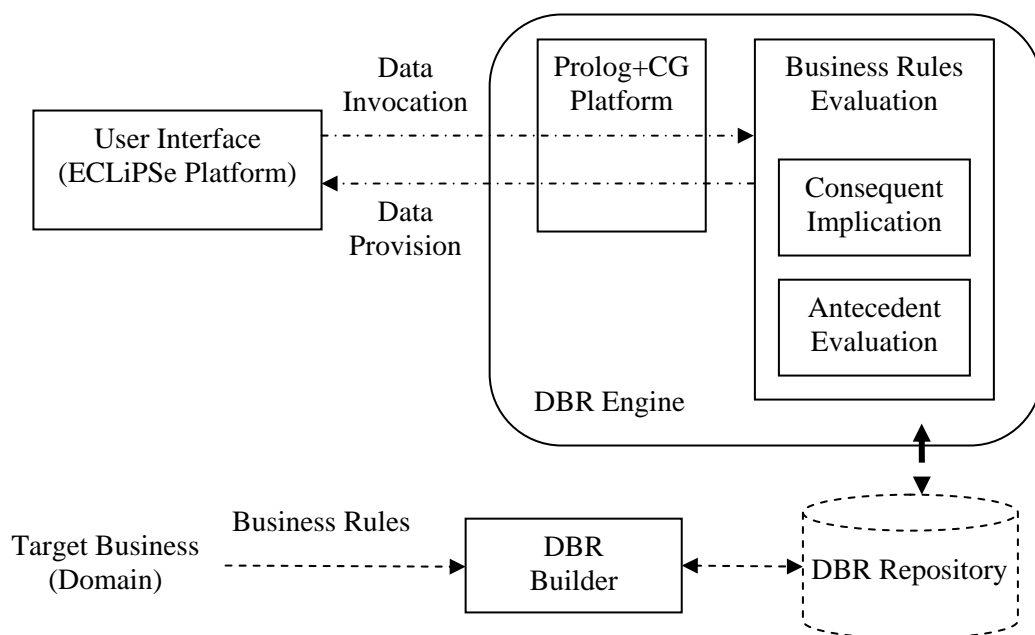 Data
Invocation
Prolog+CG
Platform
Business Rules
Evaluation
User Interface
(ECLiPSe Platform)
Consequent
Implication
Data
Provision
Antecedent
Evaluation
DBR Engine
Business Rules
Target Business
(Domain)
DBR
Builder
DBR Repository